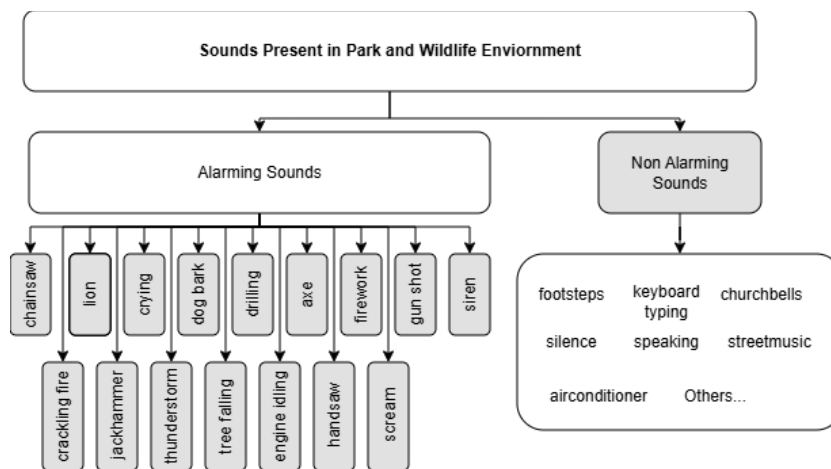 Sounds Present in Park and Wildlife Enviornment
Alarming Sounds
Non Alarming
Sounds
chainsaw
lion
crying
dog bark
drilling
axe
firework
gun shot
siren
crackling fire
jackhammer
thunderstorm
tree falling
engine idling
handsaw
scream
footsteps
keyboard
typing
churchbells
silence
speaking
streetmusic
airconditioner
Others...